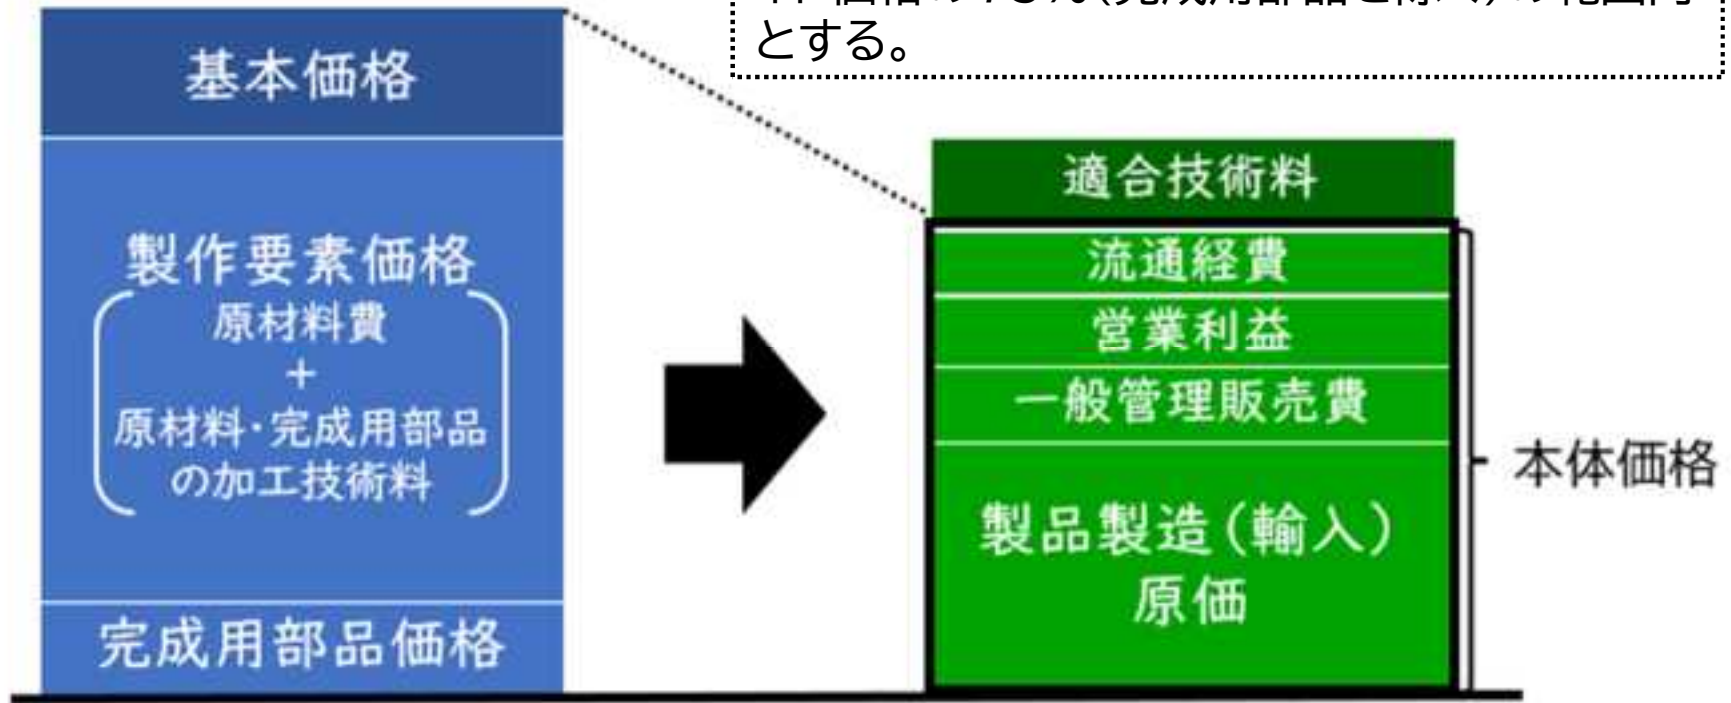 とする。
基本価格
製作要素価格
原材料費
+
原材料・完成用部品
の加工技術料
完成用部品価格
適合技術料
流通経費
営業利益
一般管理販売費
製品製造(輸入)
原価
本体価格